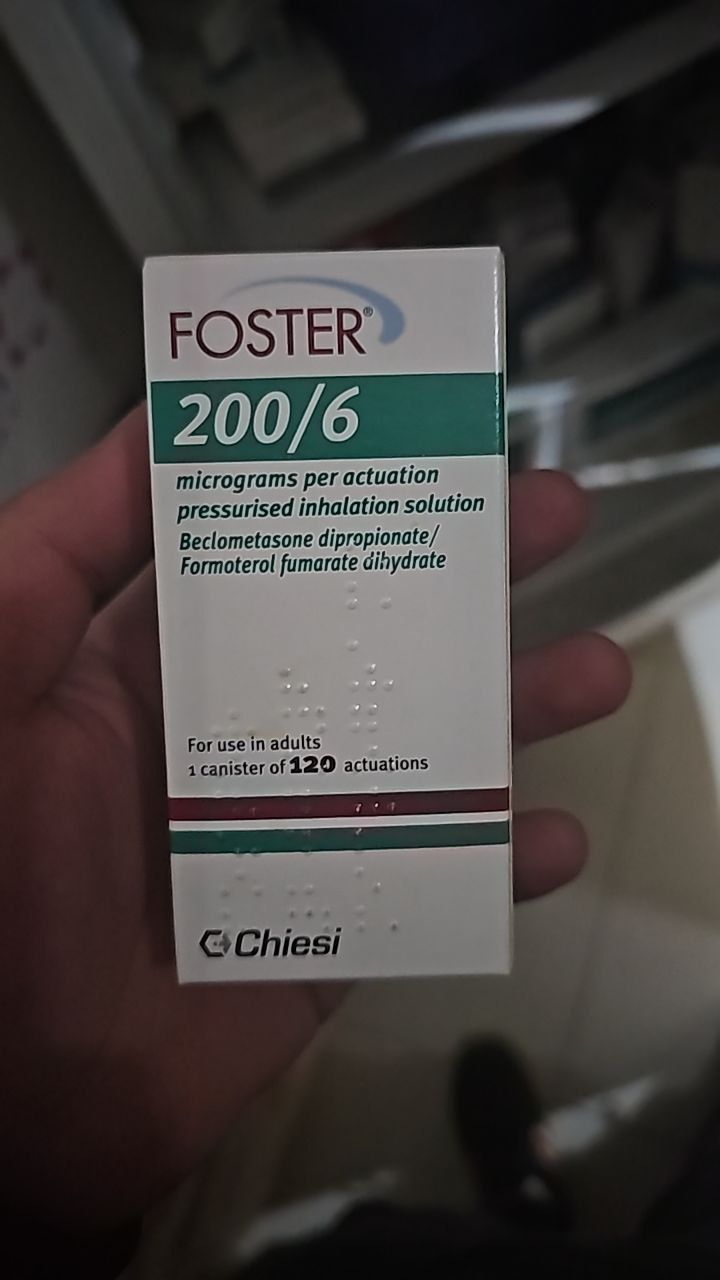 FOSTER®
200/6
micrograms per actuation
pressurised inhalation solution
Beclometasone dipropionate/
Formoterol fumarate dihydrate
For use in adults
1 canister of 120 actuations
Chiesi